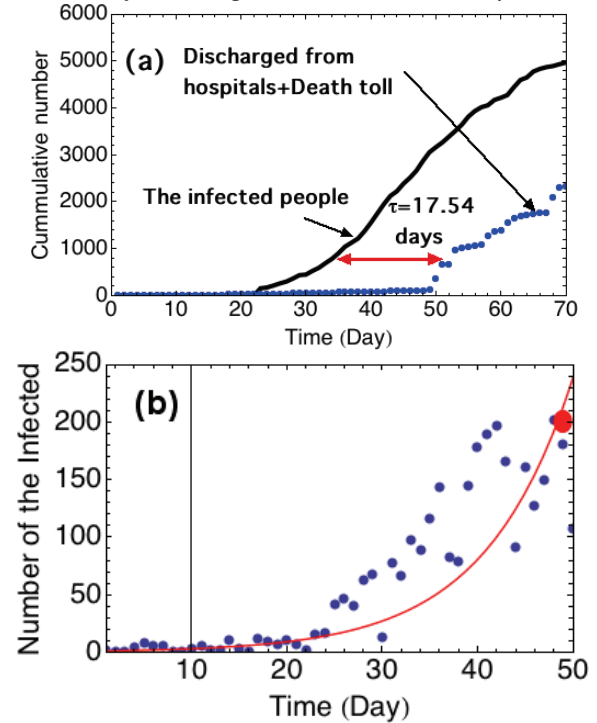 6000
(a)
Discharged from
hospitals+Death toll
5000
4000
3000
2000
1000
0
The infected people
τ=17.54
days
0 10 20 30 40 50 60 70
Cummulative number
Time (Day)
250
(b)
200
150
100
50
0
10 20 30 40 50
Number of the Infected
Time (Day)